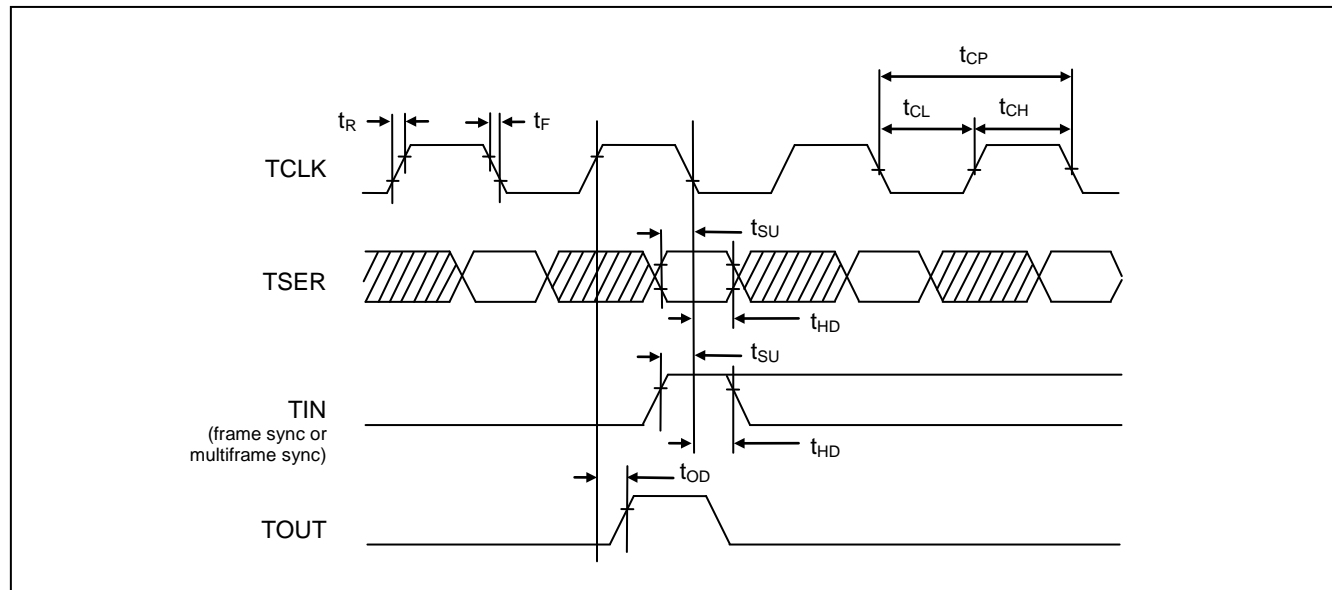 tCP
tCL tCH
tR tF
TCLK
tSU
TSER
tHD
tSU
TIN
(frame sync or
multiframe sync)
tHD
tOD
TOUT